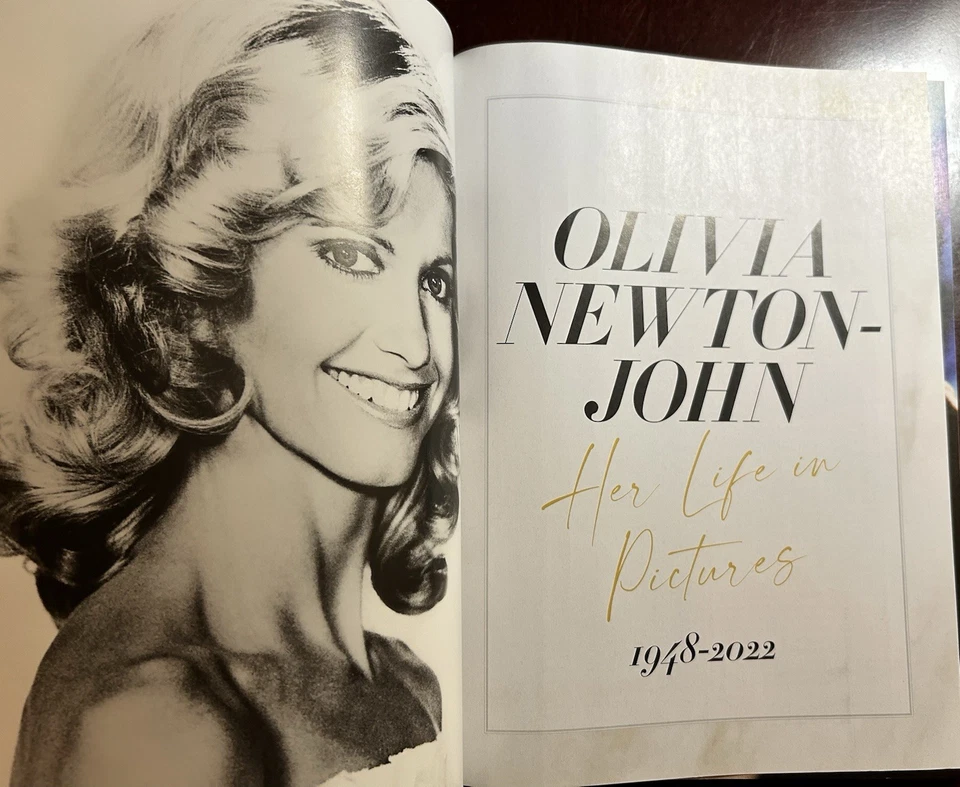 OLIVIA
NEWTON-
JOHN
Her Life in
Pictures
1948-2022